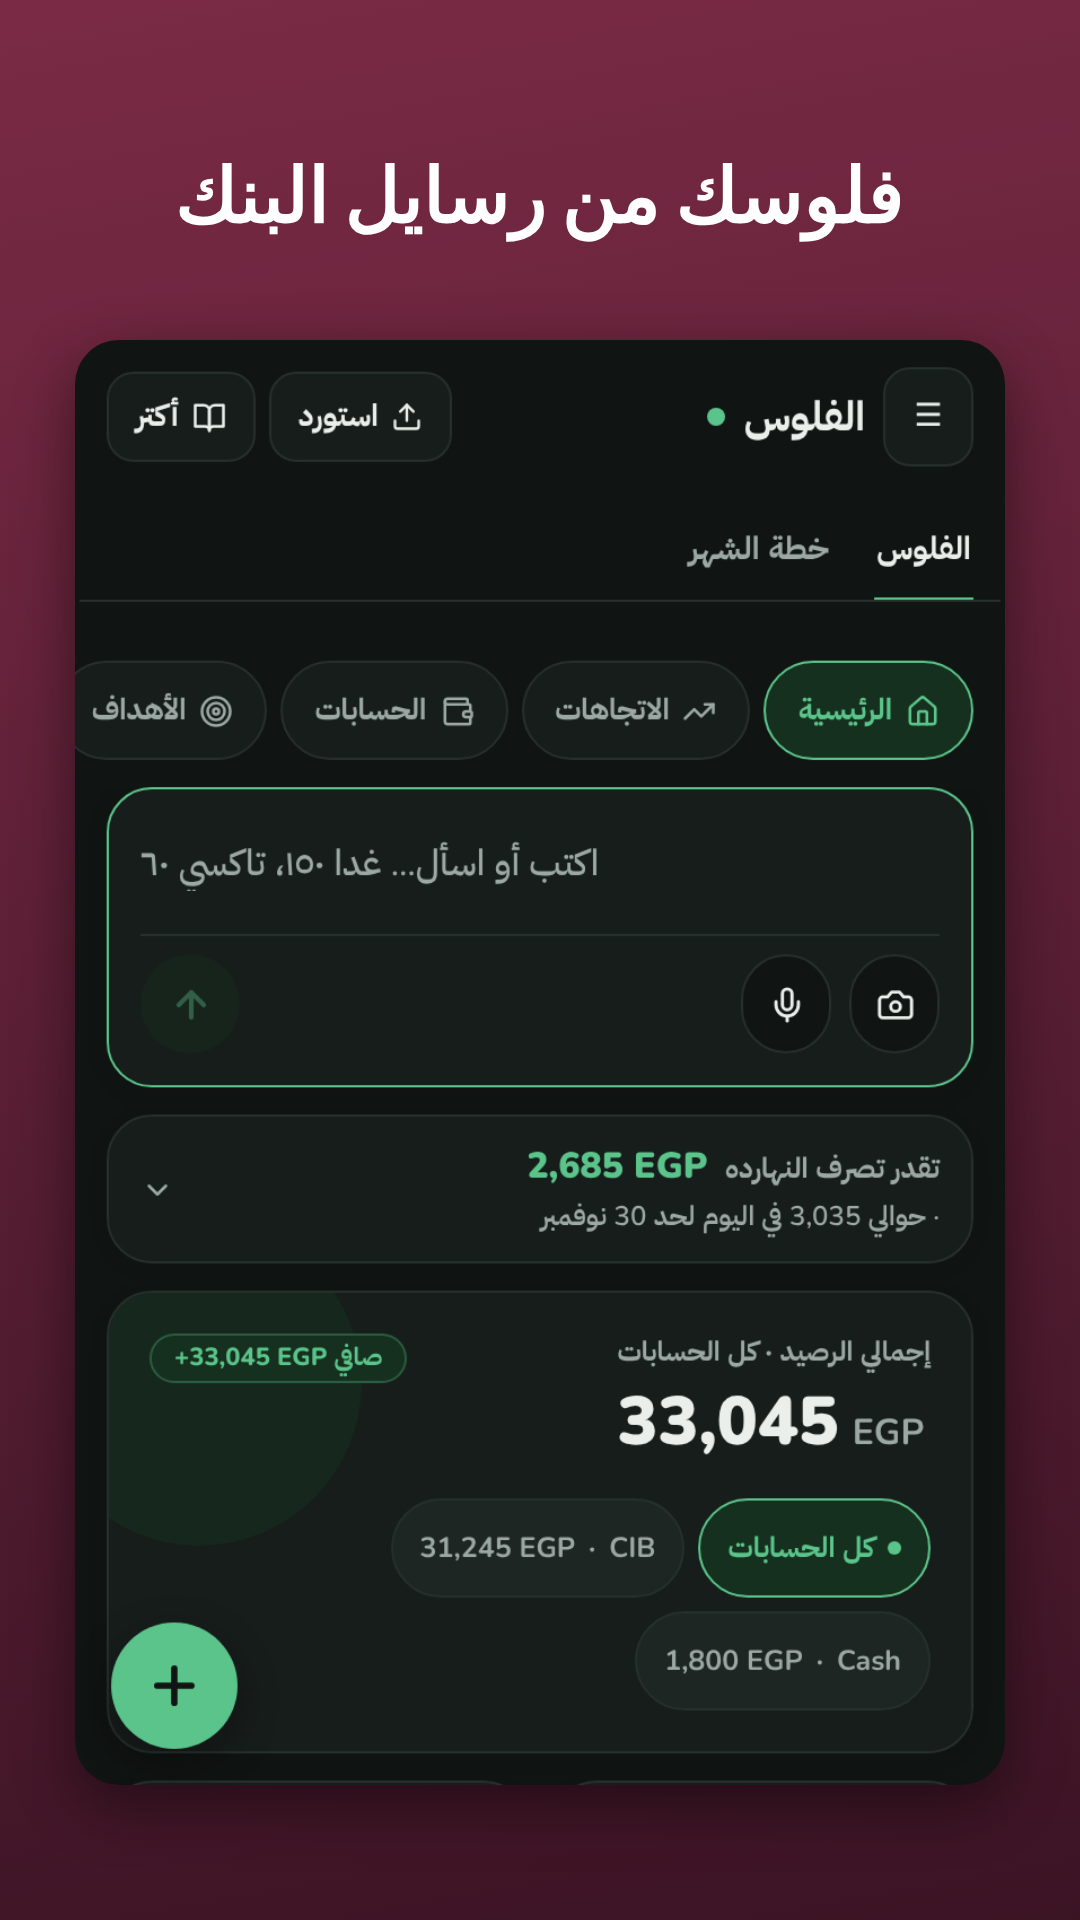 فلوسك من رسايل البنك
الفلوس
استورد
أكتر
الفلوس
خطة الشهر
الرئيسية
الاتجاهات
الحسابات
الأهداف
اكتب أو اسأل... غدا ١٥٠، تاكسي ٦٠
تقدر تصرف النهارده 2,685 EGP
· حوالي 3,035 في اليوم لحد 30 نوفمبر
إجمالي الرصيد · كل الحسابات
صافي +33,045 EGP
33,045 EGP
كل الحسابات
CIB · 31,245 EGP
Cash · 1,800 EGP